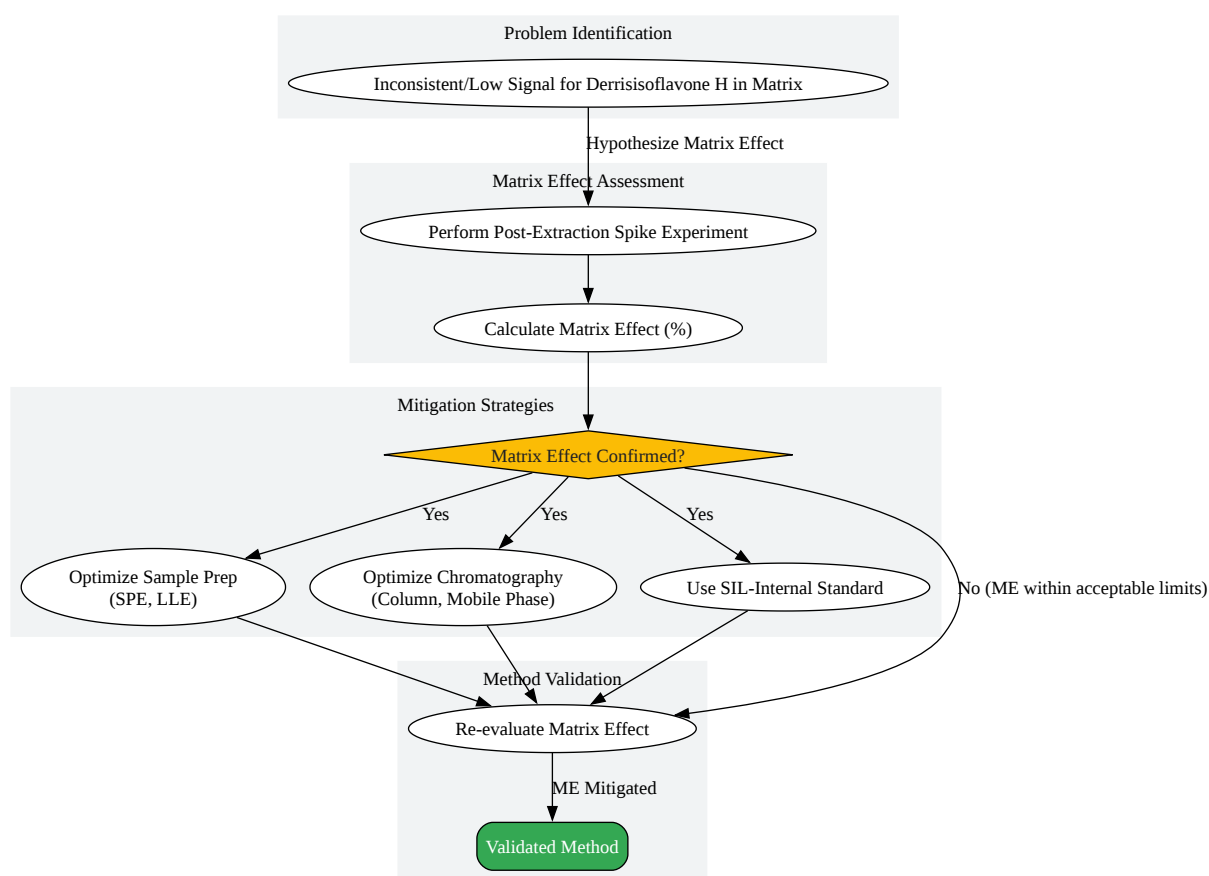 Problem Identification
Inconsistent/Low Signal for Derrisisoflavone H in Matrix
Hypothesize Matrix Effect
Matrix Effect Assessment
Perform Post-Extraction Spike Experiment
Calculate Matrix Effect (%)
Mitigation Strategies
Matrix Effect Confirmed?
Yes
Yes
Yes
Optimize Sample Prep
(SPE, LLE)
Optimize Chromatography
(Column, Mobile Phase)
Use SIL-Internal Standard
No (ME within acceptable limits)
Method Validation
Re-evaluate Matrix Effect
ME Mitigated
Validated Method